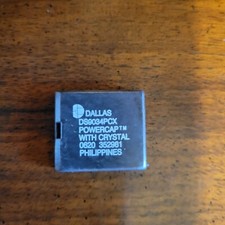 DALLAS
DS9034PCX
POWERCAP™
WITH CRYSTAL
0620 352981
PHILIPPINES